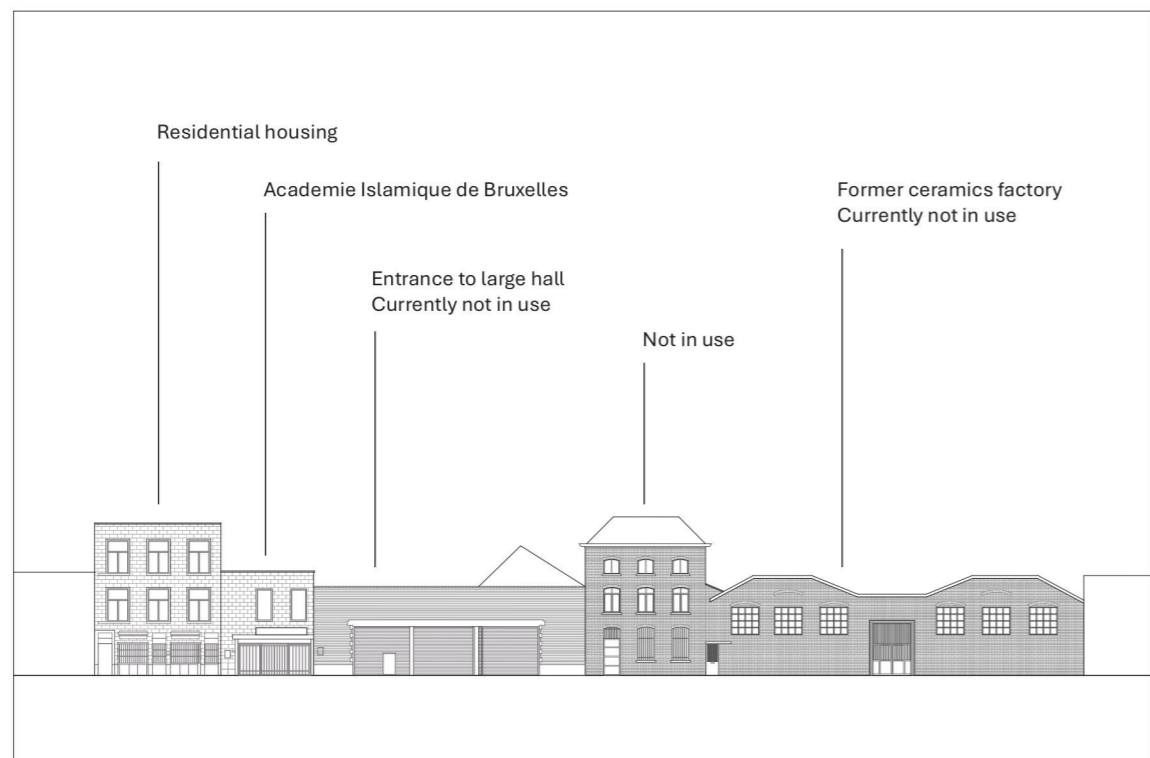 Residential housing
Academie Islamique de Bruxelles
Former ceramics factory
Currently not in use
Entrance to large hall
Currently not in use
Not in use